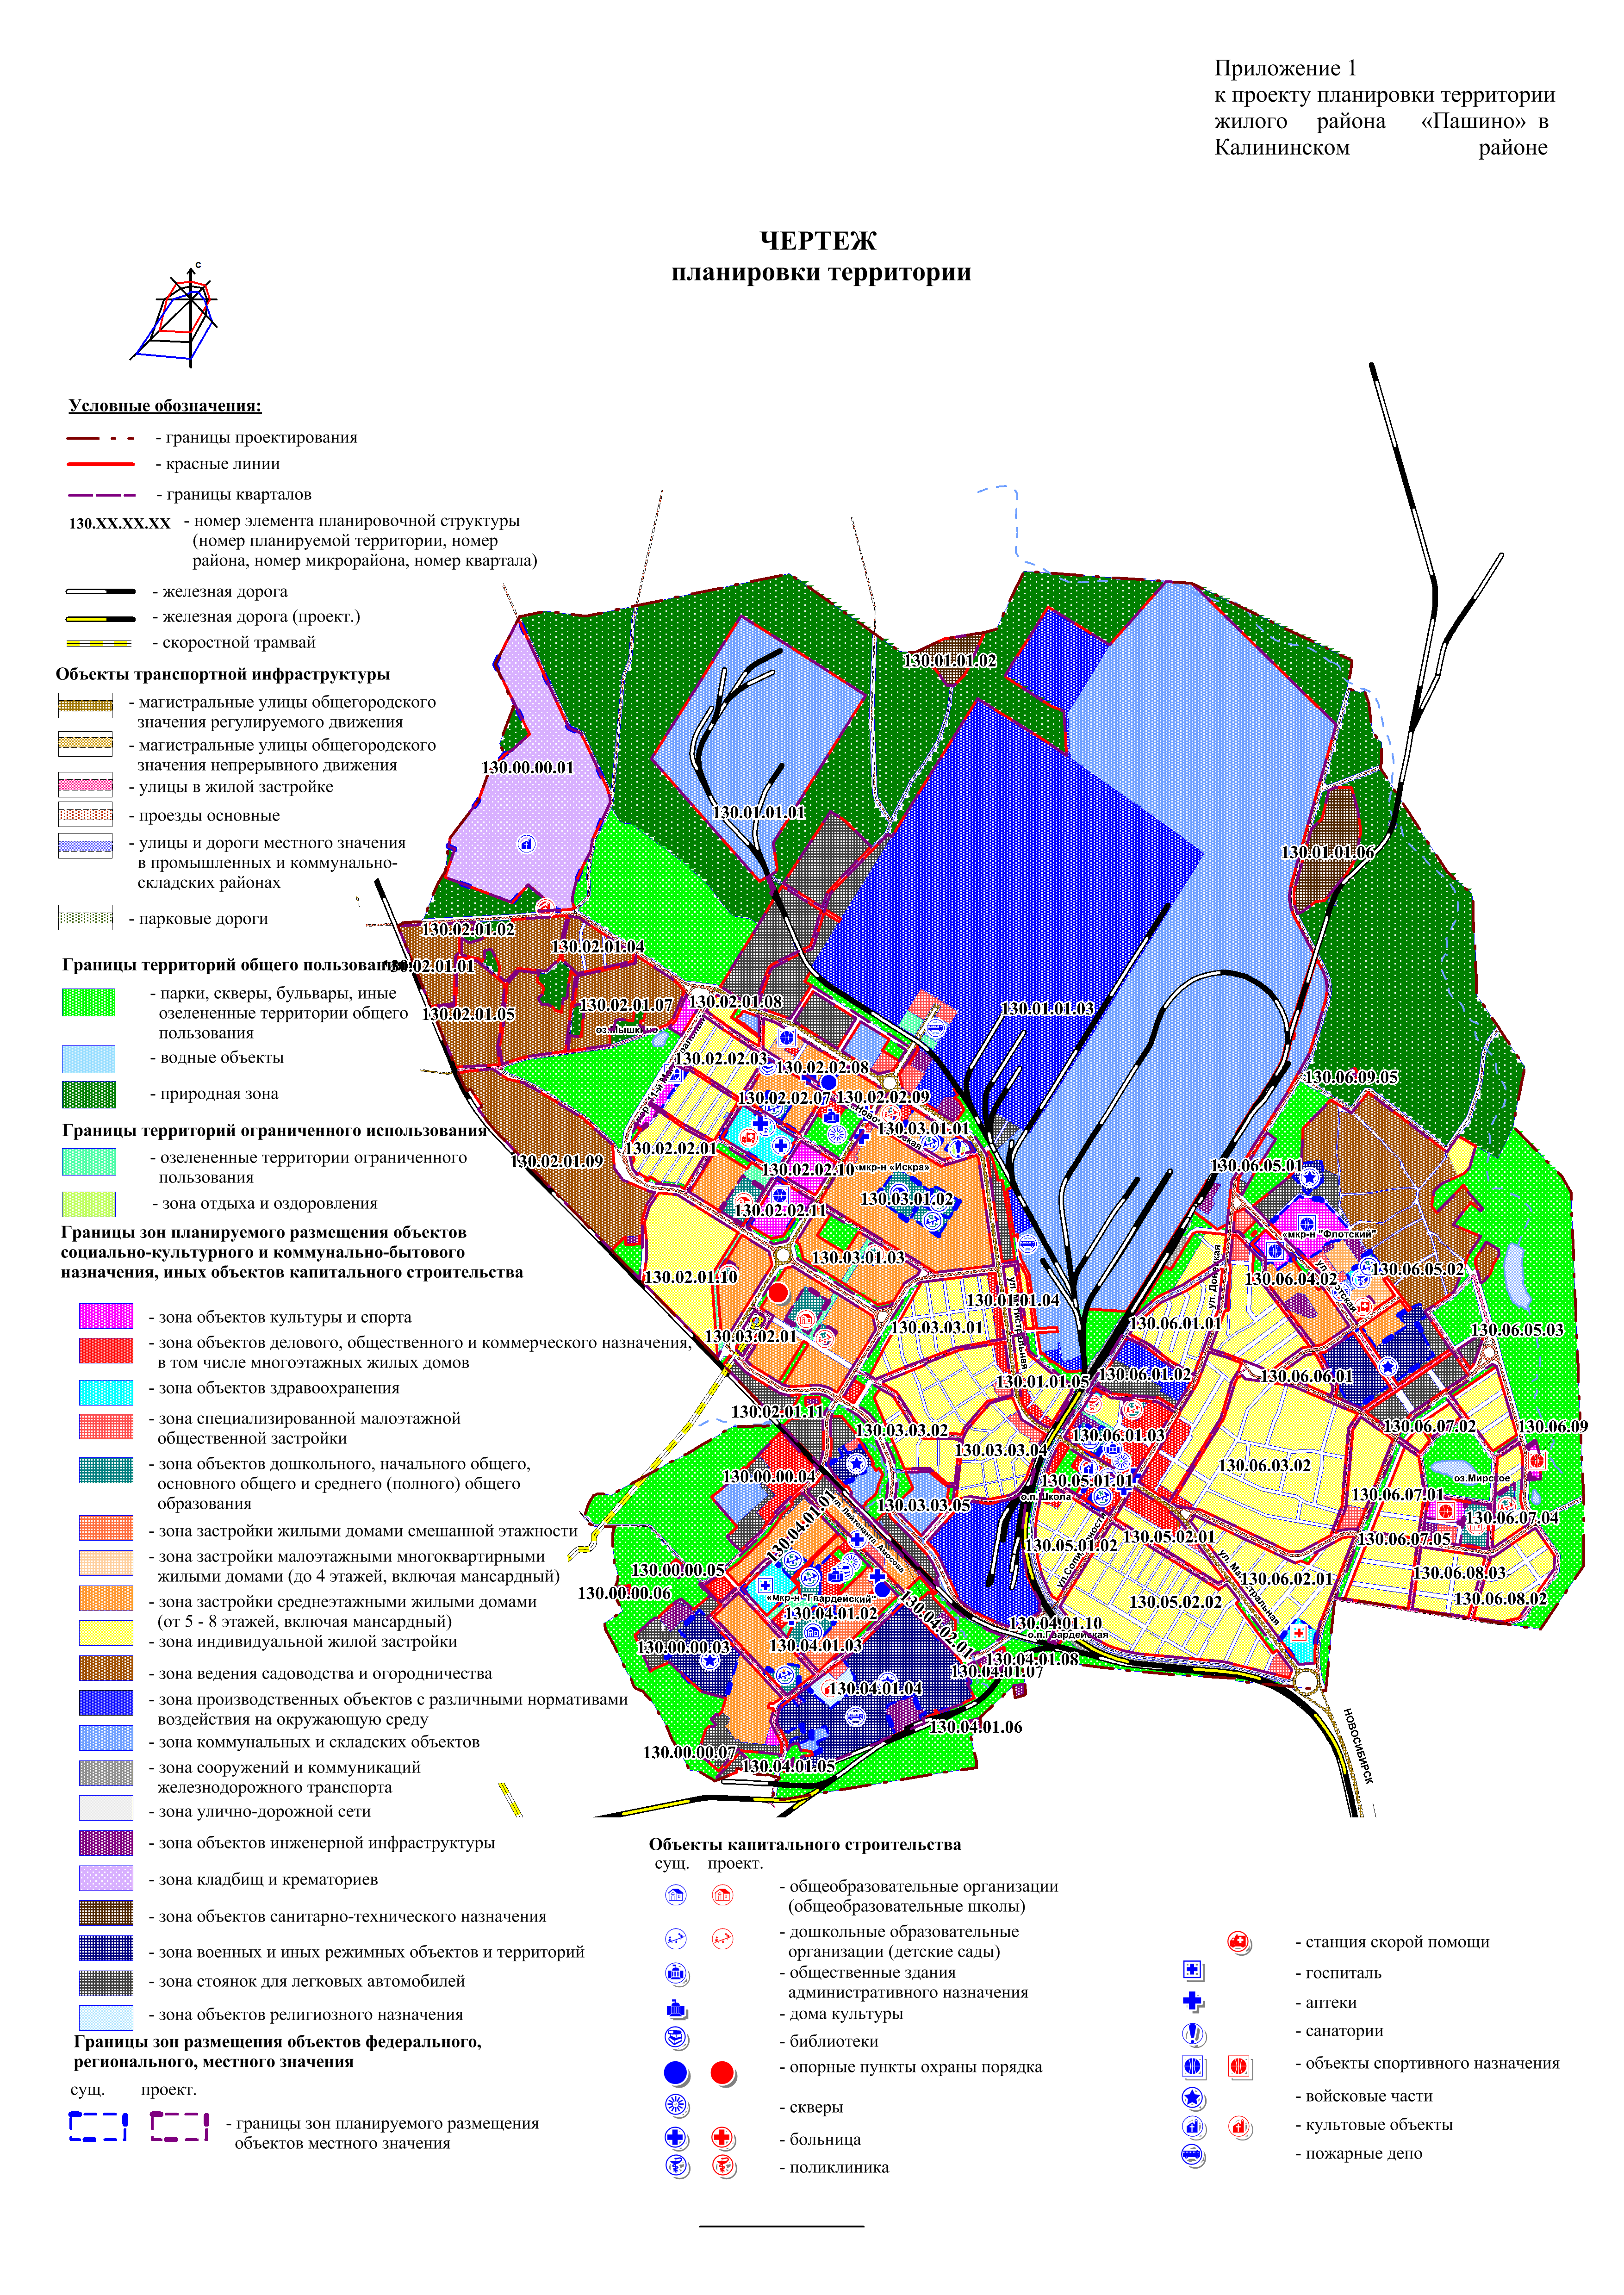 Приложение 1
к проекту планировки территории
жилого района «Пашино» в
Калининском районе
ЧЕРТЕЖ
планировки территории
С
Условные обозначения:
- границы проектирования
- красные линии
- границы кварталов
130.XX.XX.XX - номер элемента планировочной структуры
(номер планируемой территории, номер
района, номер микрорайона, номер квартала)
- железная дорога
- железная дорога (проект.)
- скоростной трамвай
Объекты транспортной инфраструктуры
- магистральные улицы общегородского
значения регулируемого движения
- магистральные улицы общегородского
значения непрерывного движения
- улицы в жилой застройке
- проезды основные
- улицы и дороги местного значения
в промышленных и коммунально-
складских районах
- парковые дороги
Границы территорий общего пользования
- парки, скверы, бульвары, иные
озелененные территории общего
пользования
- водные объекты
- природная зона
Границы территорий ограниченного использования
- озелененные территории ограниченного
пользования
- зона отдыха и оздоровления
Границы зон планируемого размещения объектов
социально-культурного и коммунально-бытового
назначения, иных объектов капитального строительства
- зона объектов культуры и спорта
- зона объектов делового, общественного и коммерческого назначения,
в том числе многоэтажных жилых домов
- зона объектов здравоохранения
- зона специализированной малоэтажной
общественной застройки
- зона объектов дошкольного, начального общего,
основного общего и среднего (полного) общего
образования
- зона застройки жилыми домами смешанной этажности
- зона застройки малоэтажными многоквартирными
жилыми домами (до 4 этажей, включая мансардный)
- зона застройки среднеэтажными жилыми домами
(от 5 - 8 этажей, включая мансардный)
- зона индивидуальной жилой застройки
- зона ведения садоводства и огородничества
- зона производственных объектов с различными нормативами
воздействия на окружающую среду
- зона коммунальных и складских объектов
- зона сооружений и коммуникаций
железнодорожного транспорта
- зона улично-дорожной сети
- зона объектов инженерной инфраструктуры
- зона кладбищ и крематориев
- зона объектов санитарно-технического назначения
- зона военных и иных режимных объектов и территорий
- зона стоянок для легковых автомобилей
- зона объектов религиозного назначения
Границы зон размещения объектов федерального,
регионального, местного значения
сущ. проект.
- границы зон планируемого размещения
объектов местного значения
130.01.01.02
130.00.00.01
130.01.01.01
130.01.01.06
130.02.01.02
130.02.01.04
130.02.01.01
130.02.01.07
130.02.01.08
130.01.01.03
130.02.01.05
оз.Мышкино
130.02.02.03
130.02.02.08
130.06.09.05
130.02.02.07
130.02.02.09
130.03.01.01
130.02.02.01
130.02.01.09
130.02.02.10
мкр-н «Искра»
130.06.05.01
130.03.01.02
130.02.02.11
мкр-н "Флотский"
130.03.01.03
130.02.01.10
130.06.04.02
130.06.05.02
ул. Донецкая
130.01.01.04
130.03.03.01
130.06.01.01
130.06.05.03
130.03.02.01
130.01.01.05
130.06.01.02
130.06.06.01
130.02.01.11
130.03.03.02
130.06.01.03
130.06.07.02
130.06.09
130.03.03.04
130.06.03.02
130.00.00.04
130.05.01.01
оз.Мирское
о.п. Школа
130.06.07.01
130.03.03.05
130.04.01.01
130.06.07.04
130.05.02.01
130.06.07.05
130.05.01.02
ул.Солидарности
130.00.00.05
130.06.08.03
130.06.02.01
130.00.00.06
«мкр-н "Гвардейский"
130.05.02.02
130.06.08.02
ул. Магистральная
130.04.01.02
130.04.02.01
130.04.01.10
о.п.Гвардейская
130.00.00.03
130.04.01.03
130.04.01.08
130.04.01.07
130.04.01.04
130.04.01.06
130.00.00.07
130.04.01.05
НОВОСИБИРСК
Объекты капитального строительства
сущ. проект.
- общеобразовательные организации
(общеобразовательные школы)
- дошкольные образовательные
организации (детские сады)
- общественные здания
административного назначения
- дома культуры
- библиотеки
- опорные пункты охраны порядка
- скверы
- больница
- поликлиника
- станция скорой помощи
- госпиталь
- аптеки
- санатории
- объекты спортивного назначения
- войсковые части
- культовые объекты
- пожарные депо